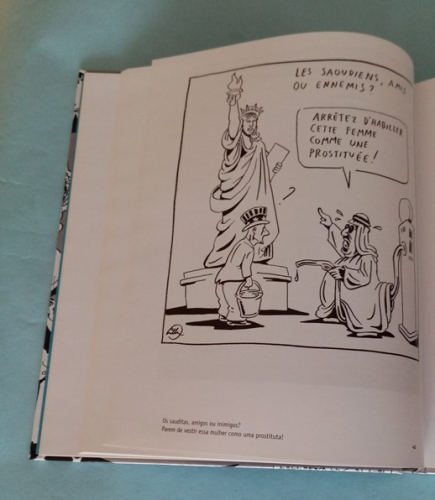 LES SAOUDIENS, AMIS
OU ENNEMIS?
ARRÊTEZ D'HABILLER
CETTE FEMME
COMME UNE
PROSTITUÉE!
?
Os sauditas, amigos ou inimigos?
Parem de vestir essa mulher como uma prostituta!